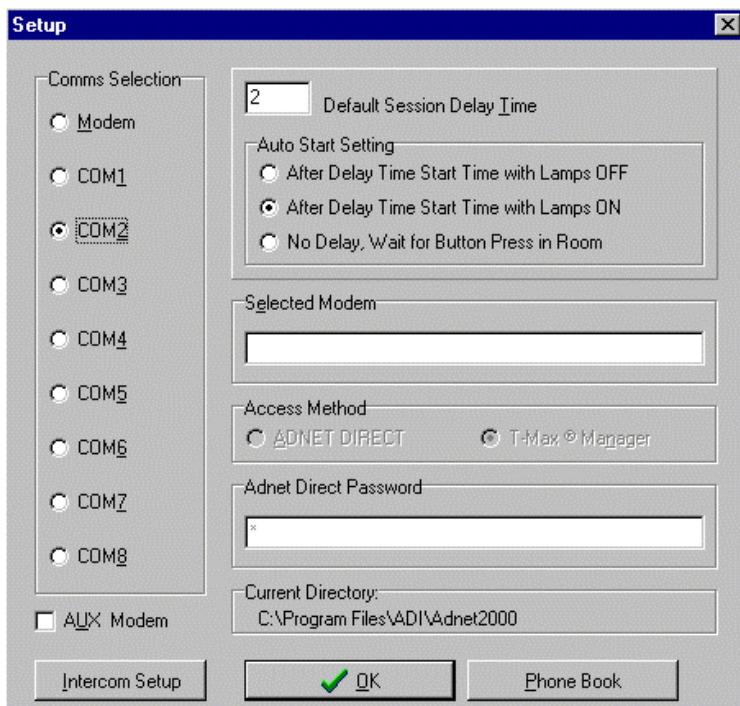 Setup
Comms Selection
Modem
COM1
COM2
COM3
COM4
COM5
COM6
COM7
COM8
AUX Modem
2 Default Session Delay Time
Auto Start Setting
After Delay Time Start Time with Lamps OFF
After Delay Time Start Time with Lamps ON
No Delay, Wait for Button Press in Room
Selected Modem
Access Method
ADNET DIRECT T-Max ® Manager
Adnet Direct Password
*
Current Directory:
C:\Program Files\ADI\Adnet2000
Intercom Setup OK Phone Book